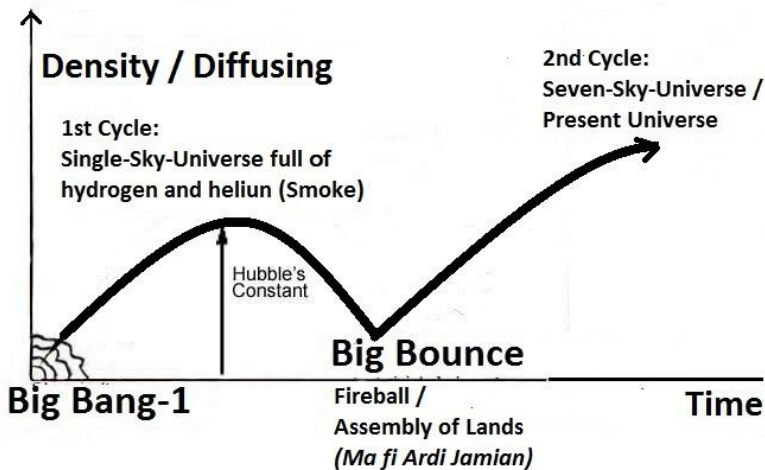 Density / Diffusing
1st Cycle:
Single-Sky-Universe full of
hydrogen and heliun (Smoke)
2nd Cycle:
Seven-Sky-Universe /
Present Universe
Hubble's
Constant
Big Bounce
Big Bang-1
Fireball /
Assembly of Lands
(Ma fi Ardi Jamian)
Time